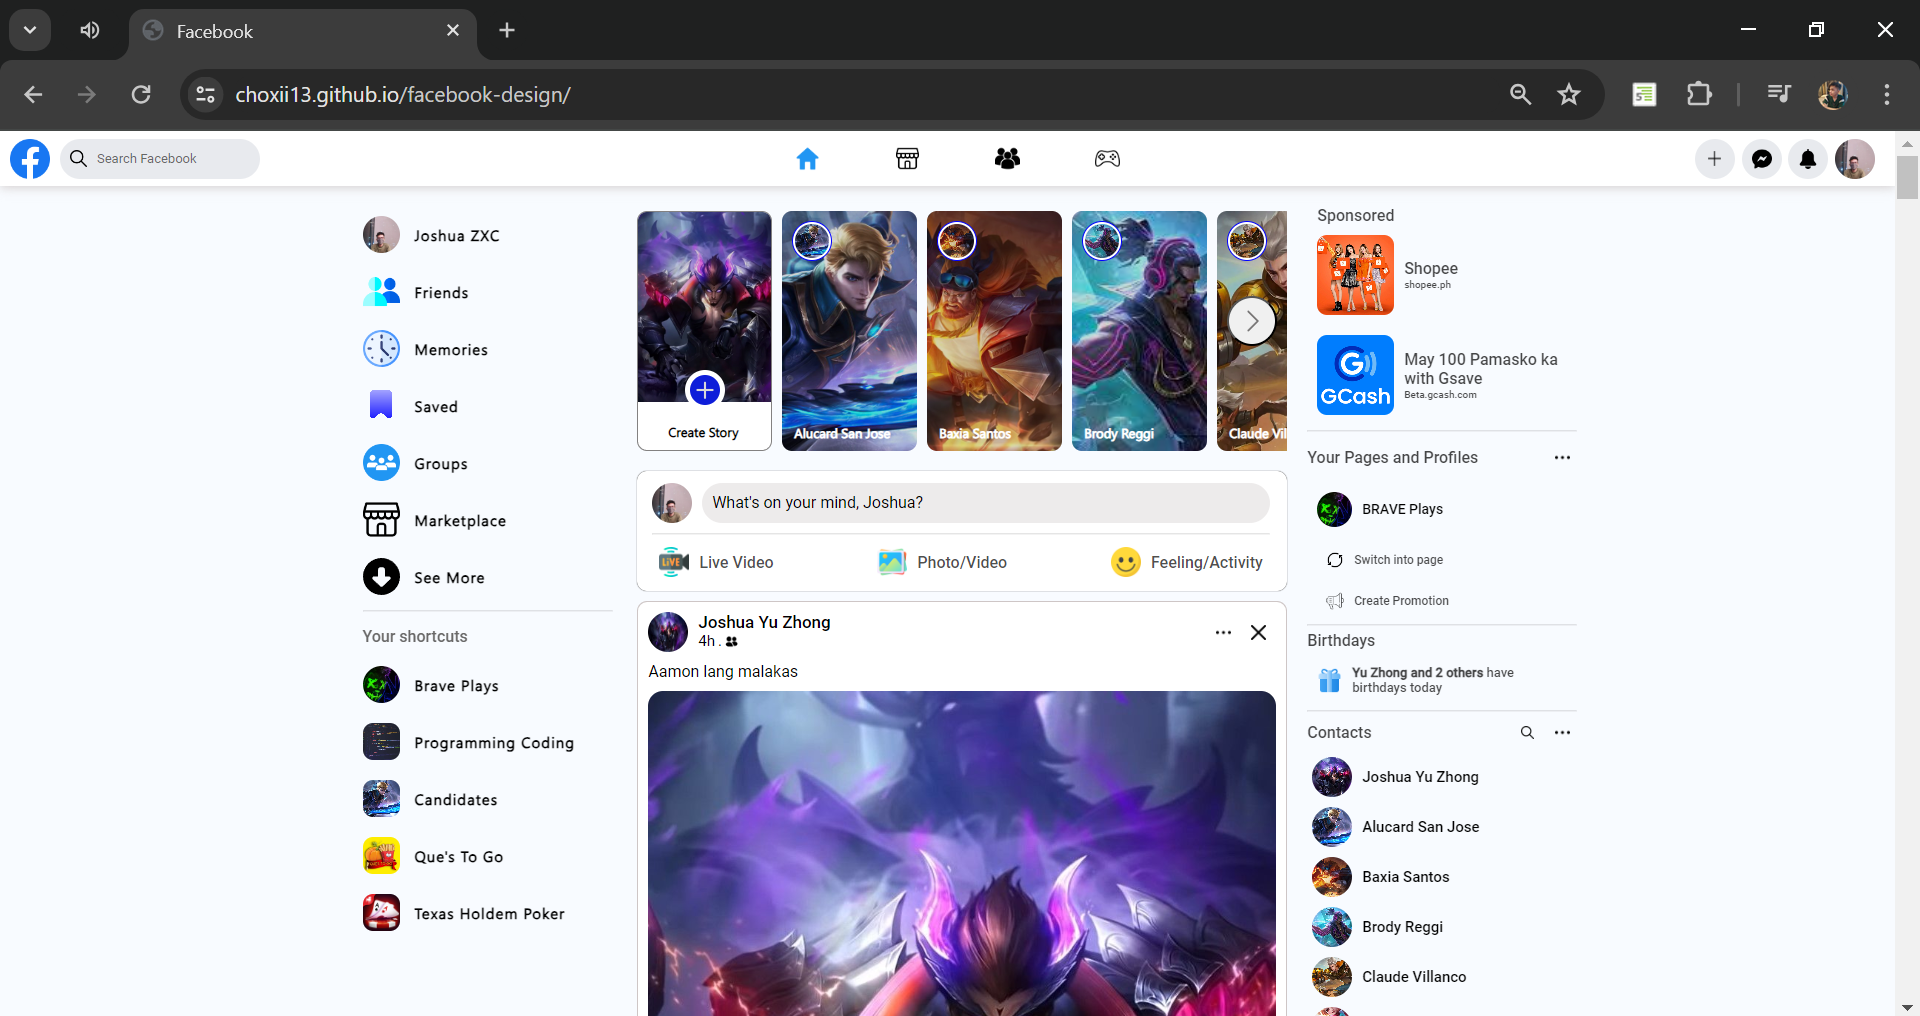 Facebook
choxii13.github.io/facebook-design/
Search Facebook
Joshua ZXC
Friends
Memories
Saved
Groups
Marketplace
See More
Your shortcuts
Brave Plays
Programming Coding
Candidates
Que's To Go
Texas Holdem Poker
Create Story
Alucard San Jose
Baxia Santos
Brody Reggi
Claude Vil
What's on your mind, Joshua?
LIVE
Live Video
Photo/Video
Feeling/Activity
Joshua Yu Zhong
4h .
Aamon lang malakas
Sponsored
Shopee
shopee.ph
GCash
May 100 Pamasko ka
with Gsave
Beta.gcash.com
Your Pages and Profiles
BRAVE Plays
Switch into page
Create Promotion
Birthdays
Yu Zhong and 2 others have
birthdays today
Contacts
Joshua Yu Zhong
Alucard San Jose
Baxia Santos
Brody Reggi
Claude Villanco